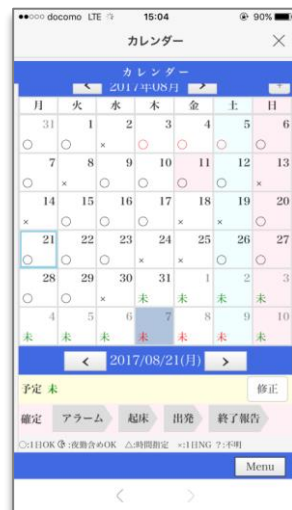 docomo LTE 15:04 90%
カレンダー ×
カレンダー
< 2017年08月 >
月 火 水 木 金 土 日
31 1 2 3 4 5 6
○ ○ × ○ ○ ○ ○
7 8 9 10 11 12 13
○ × ○ ○ ○ ○ ×
14 15 16 17 18 19 20
× ○ ○ ○ × × ○
21 22 23 24 25 26 27
○ ○ ○ × × ○ ○
28 29 30 31 1 2 3
○ ○ × 未 未 未 未
4 5 6 7 8 9 10
未 未 未 未 未 未 未
< 2017/08/21(月) >
予定 未 修正
確定 アラーム 起床 出発 終了報告
○:1日OK :夜勤含めOK △:時間指定 ×:1日NG ?:不明
Menu
< >